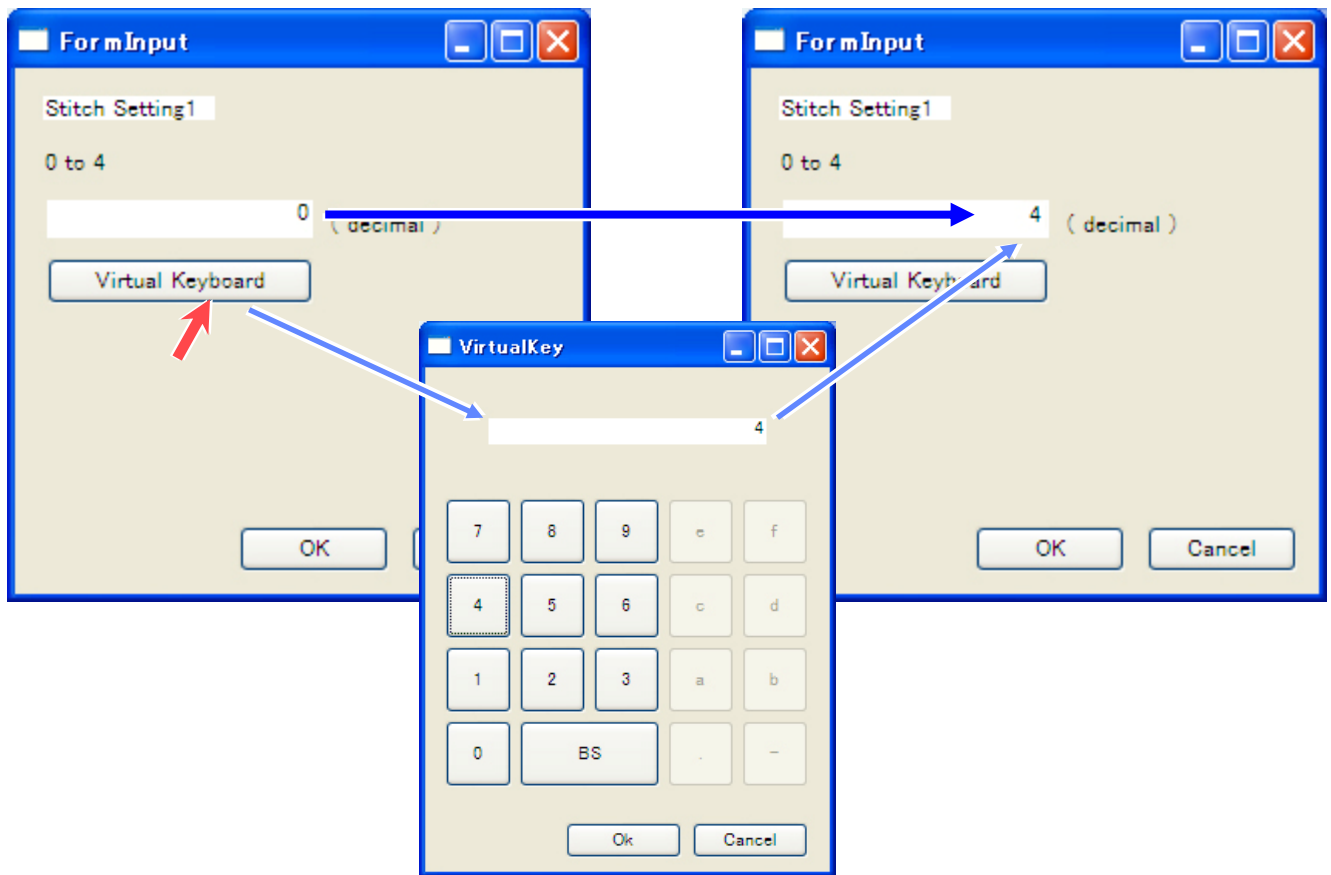 FormInput
Stitch Setting1
0 to 4
0
( decimal )
Virtual Keyboard
OK
FormInput
Stitch Setting1
0 to 4
4
( decimal )
Virtual Keyboard
OK Cancel
VirtualKey
4
7 8 9 e f
4 5 6 c d
1 2 3 a b
0 BS . -
Ok Cancel